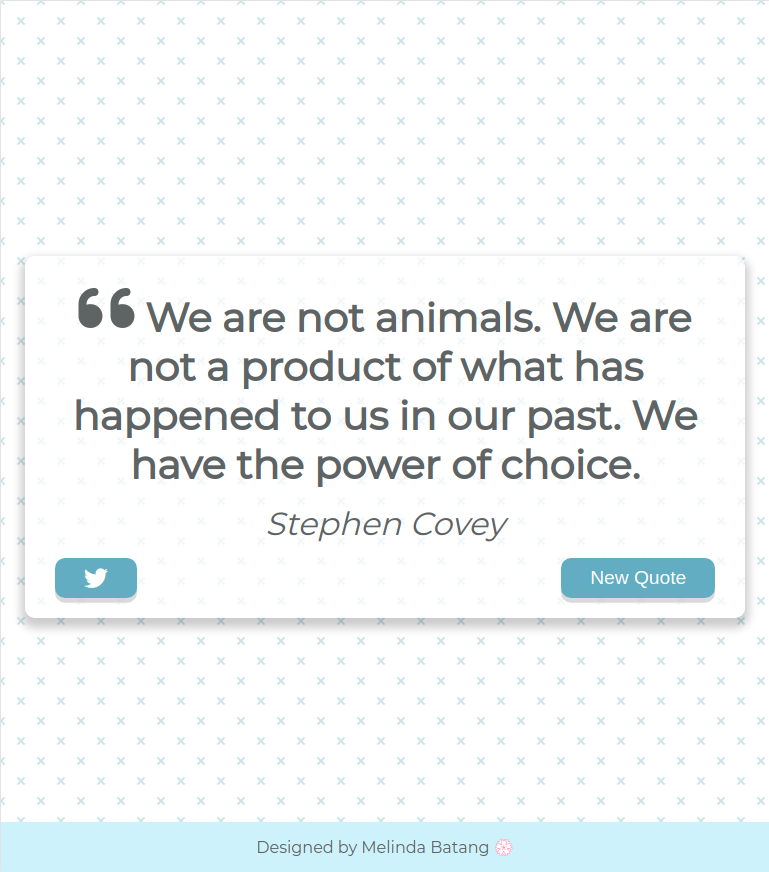 ❝ We are not animals. We are
not a product of what has
happened to us in our past. We
have the power of choice.
Stephen Covey
New Quote
Designed by Melinda Batang